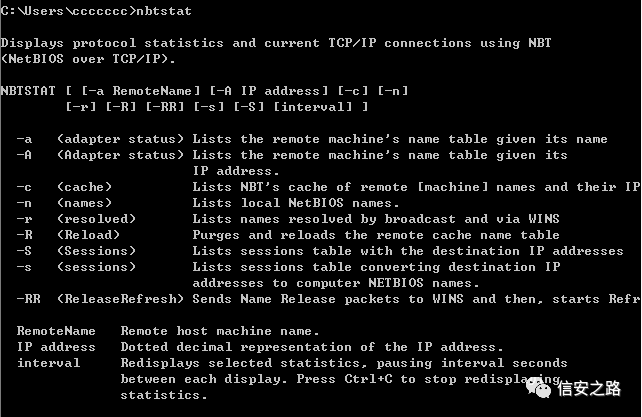 C:\Users\ccccccc>nbtstat
Displays protocol statistics and current TCP/IP connections using NBT
(NetBIOS over TCP/IP).
NBTSTAT [ [-a RemoteName] [-A IP address] [-c] [-n]
[-r] [-R] [-RR] [-s] [-S] [interval] ]
-a (adapter status) Lists the remote machine's name table given its name
-A (Adapter status) Lists the remote machine's name table given its
IP address.
-c (cache) Lists NBT's cache of remote [machine] names and their IP
-n (names) Lists local NetBIOS names.
-r (resolved) Lists names resolved by broadcast and via WINS
-R (Reload) Purges and reloads the remote cache name table
-S (Sessions) Lists sessions table with the destination IP addresses
-s (sessions) Lists sessions table converting destination IP
addresses to computer NETBIOS names.
-RR (ReleaseRefresh) Sends Name Release packets to WINS and then, starts Refr
RemoteName Remote host machine name.
IP address Dotted decimal representation of the IP address.
interval Redisplays selected statistics, pausing interval seconds
between each display. Press Ctrl+C to stop redisplaying
statistics.
信安之路